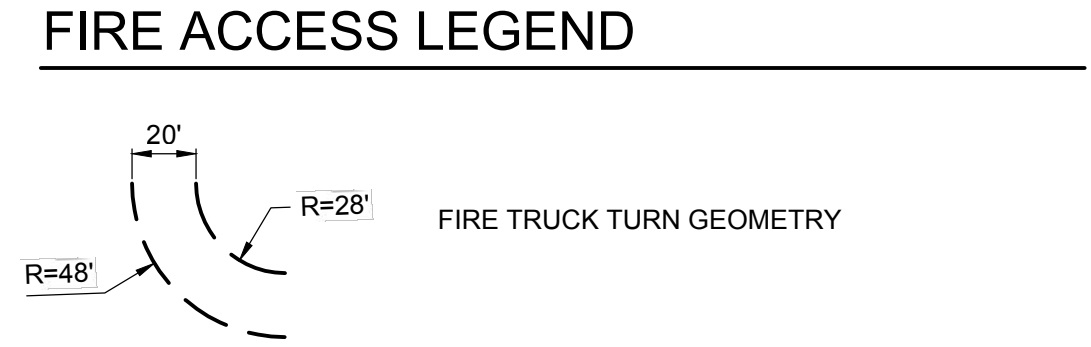 FIRE ACCESS LEGEND
20'
R=28'
FIRE TRUCK TURN GEOMETRY
R=48'